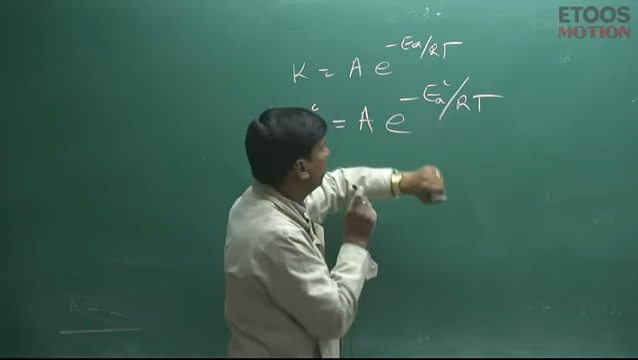 ETOOS
MOTION
K = A e^{-Ea/RT}
' = A e^{-Ea'/RT}